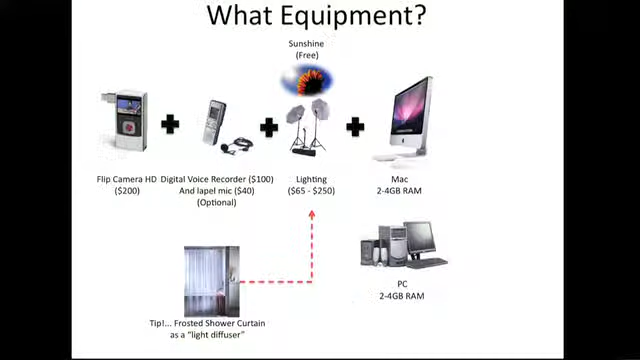 What Equipment?
Sunshine
(Free)
Flip Camera HD
($200)
Digital Voice Recorder ($100)
And lapel mic ($40)
(Optional)
Lighting
($65 - $250)
Mac
2-4GB RAM
PC
2-4GB RAM
Tip!... Frosted Shower Curtain
as a “light diffuser”